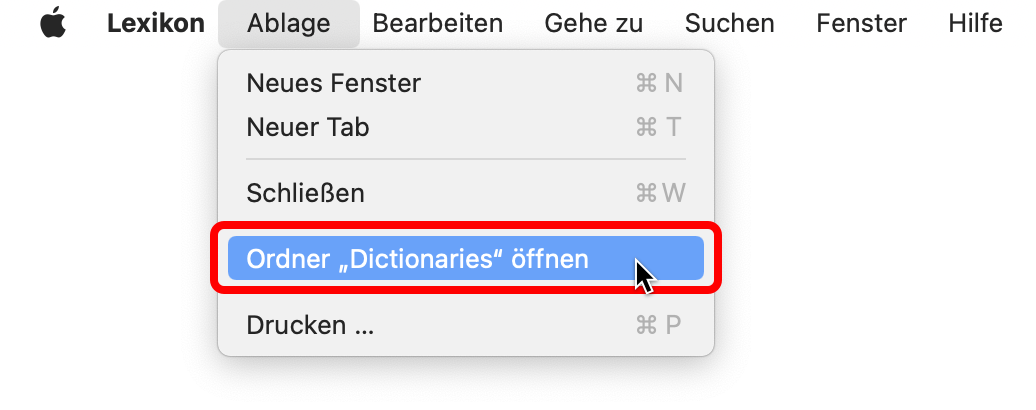 Lexikon Ablage Bearbeiten Gehe zu Suchen Fenster Hilfe
Neues Fenster ⌘ N
Neuer Tab ⌘ T
Schließen ⌘ W
Ordner „Dictionaries“ öffnen
Drucken ... ⌘ P